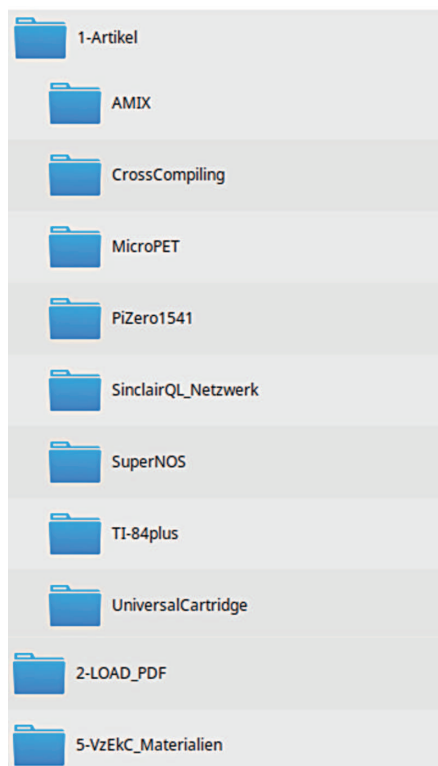 1-Artikel
AMIX
CrossCompiling
MicroPET
PiZero1541
SinclairQL_Netzwerk
SuperNOS
TI-84plus
UniversalCartridge
2-LOAD_PDF
5-VzEkC_Materialien